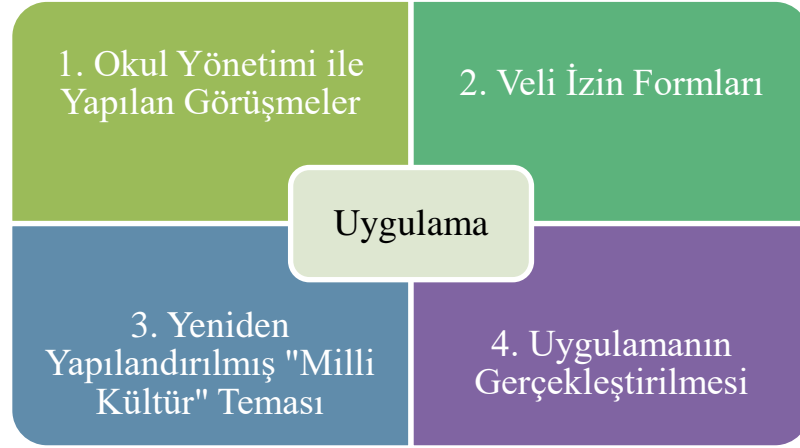 1. Okul Yönetimi ile
Yapılan Görüşmeler
2. Veli İzin Formları
Uygulama
3. Yeniden
Yapılandırılmış "Milli
Kültür" Teması
4. Uygulamanın
Gerçekleştirilmesi